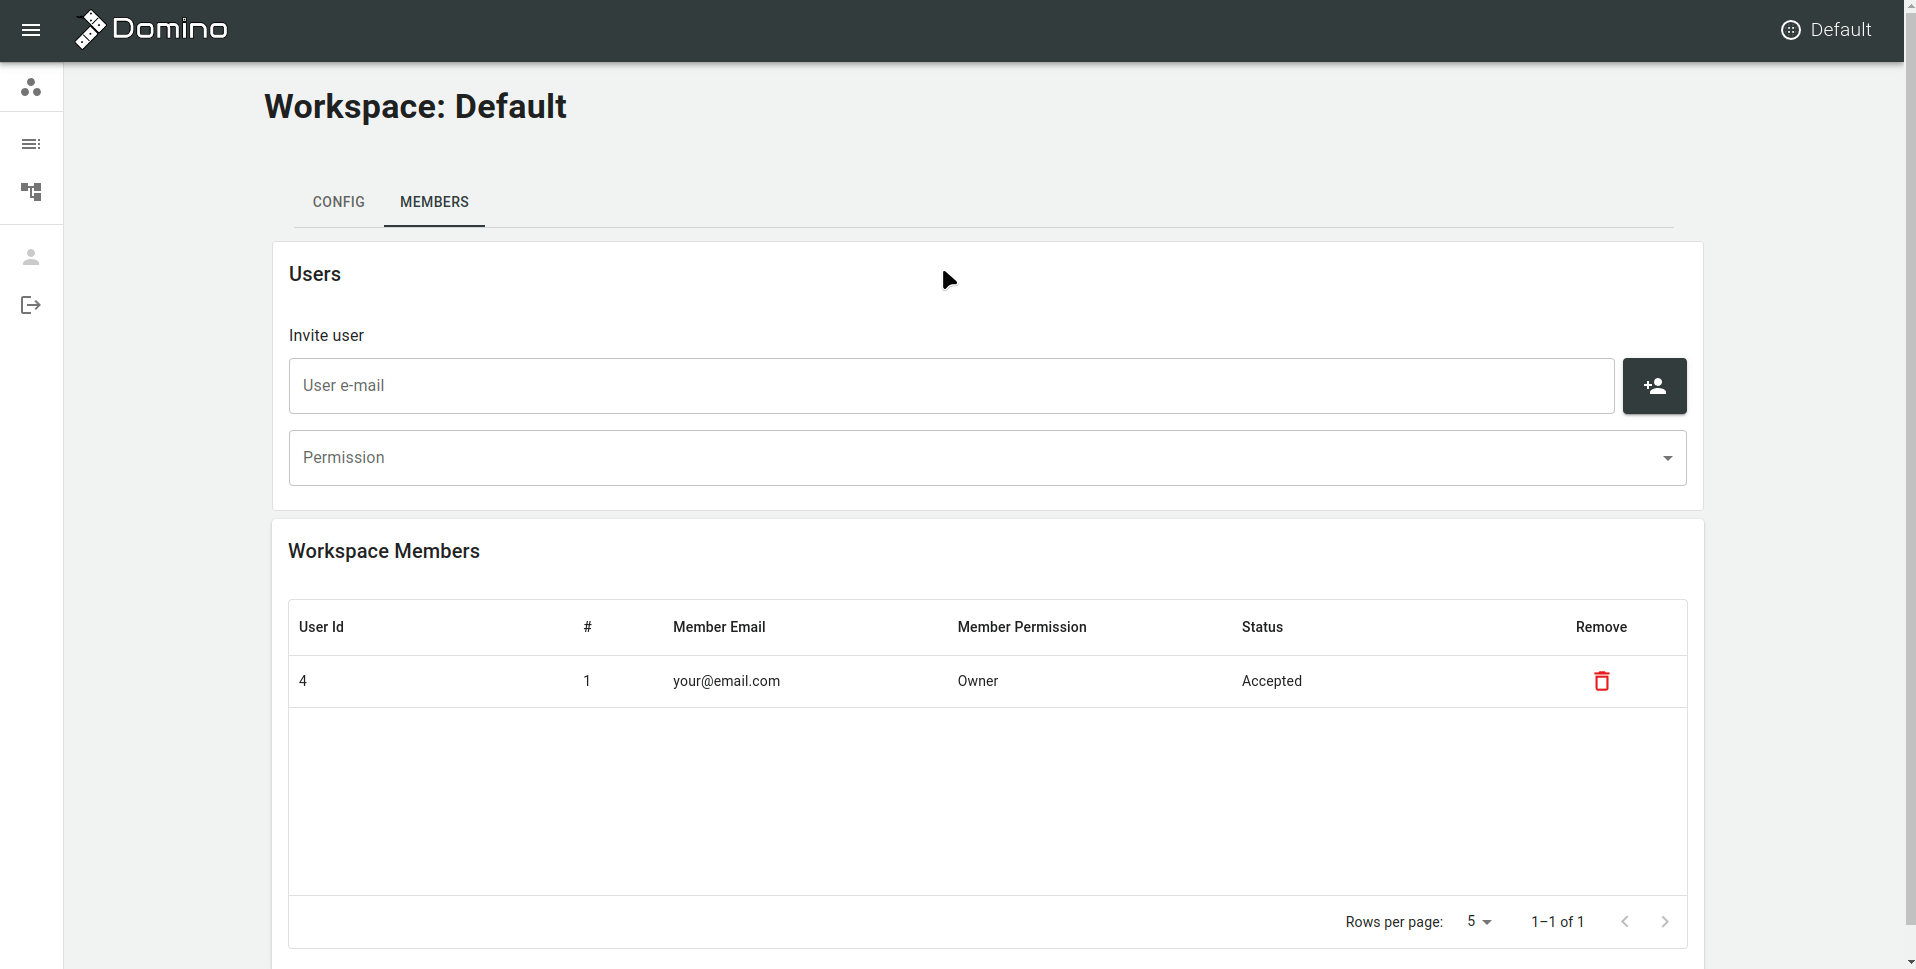 Domino
Default
Workspace: Default
CONFIG MEMBERS
Users
Invite user
User e-mail
Permission
Workspace Members
User Id # Member Email Member Permission Status Remove
4 1 your@email.com Owner Accepted
Rows per page: 5 1–1 of 1